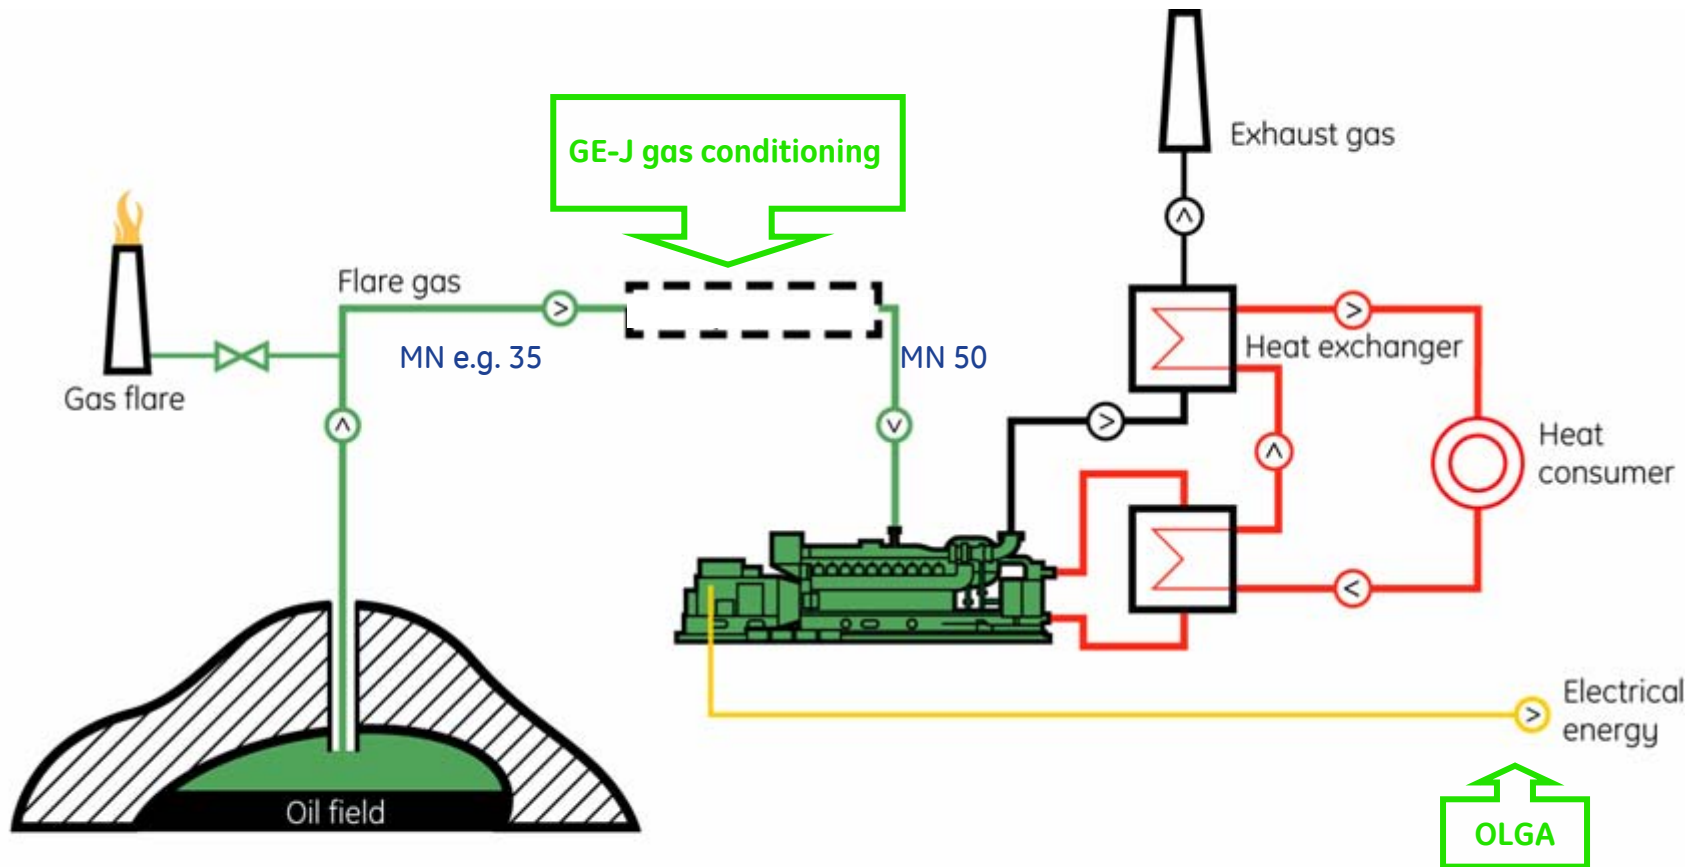 Exhaust gas
GE-J gas conditioning
Flare gas
MN e.g. 35
MN 50
Heat exchanger
Gas flare
Heat
consumer
Electrical
energy
Oil field
OLGA